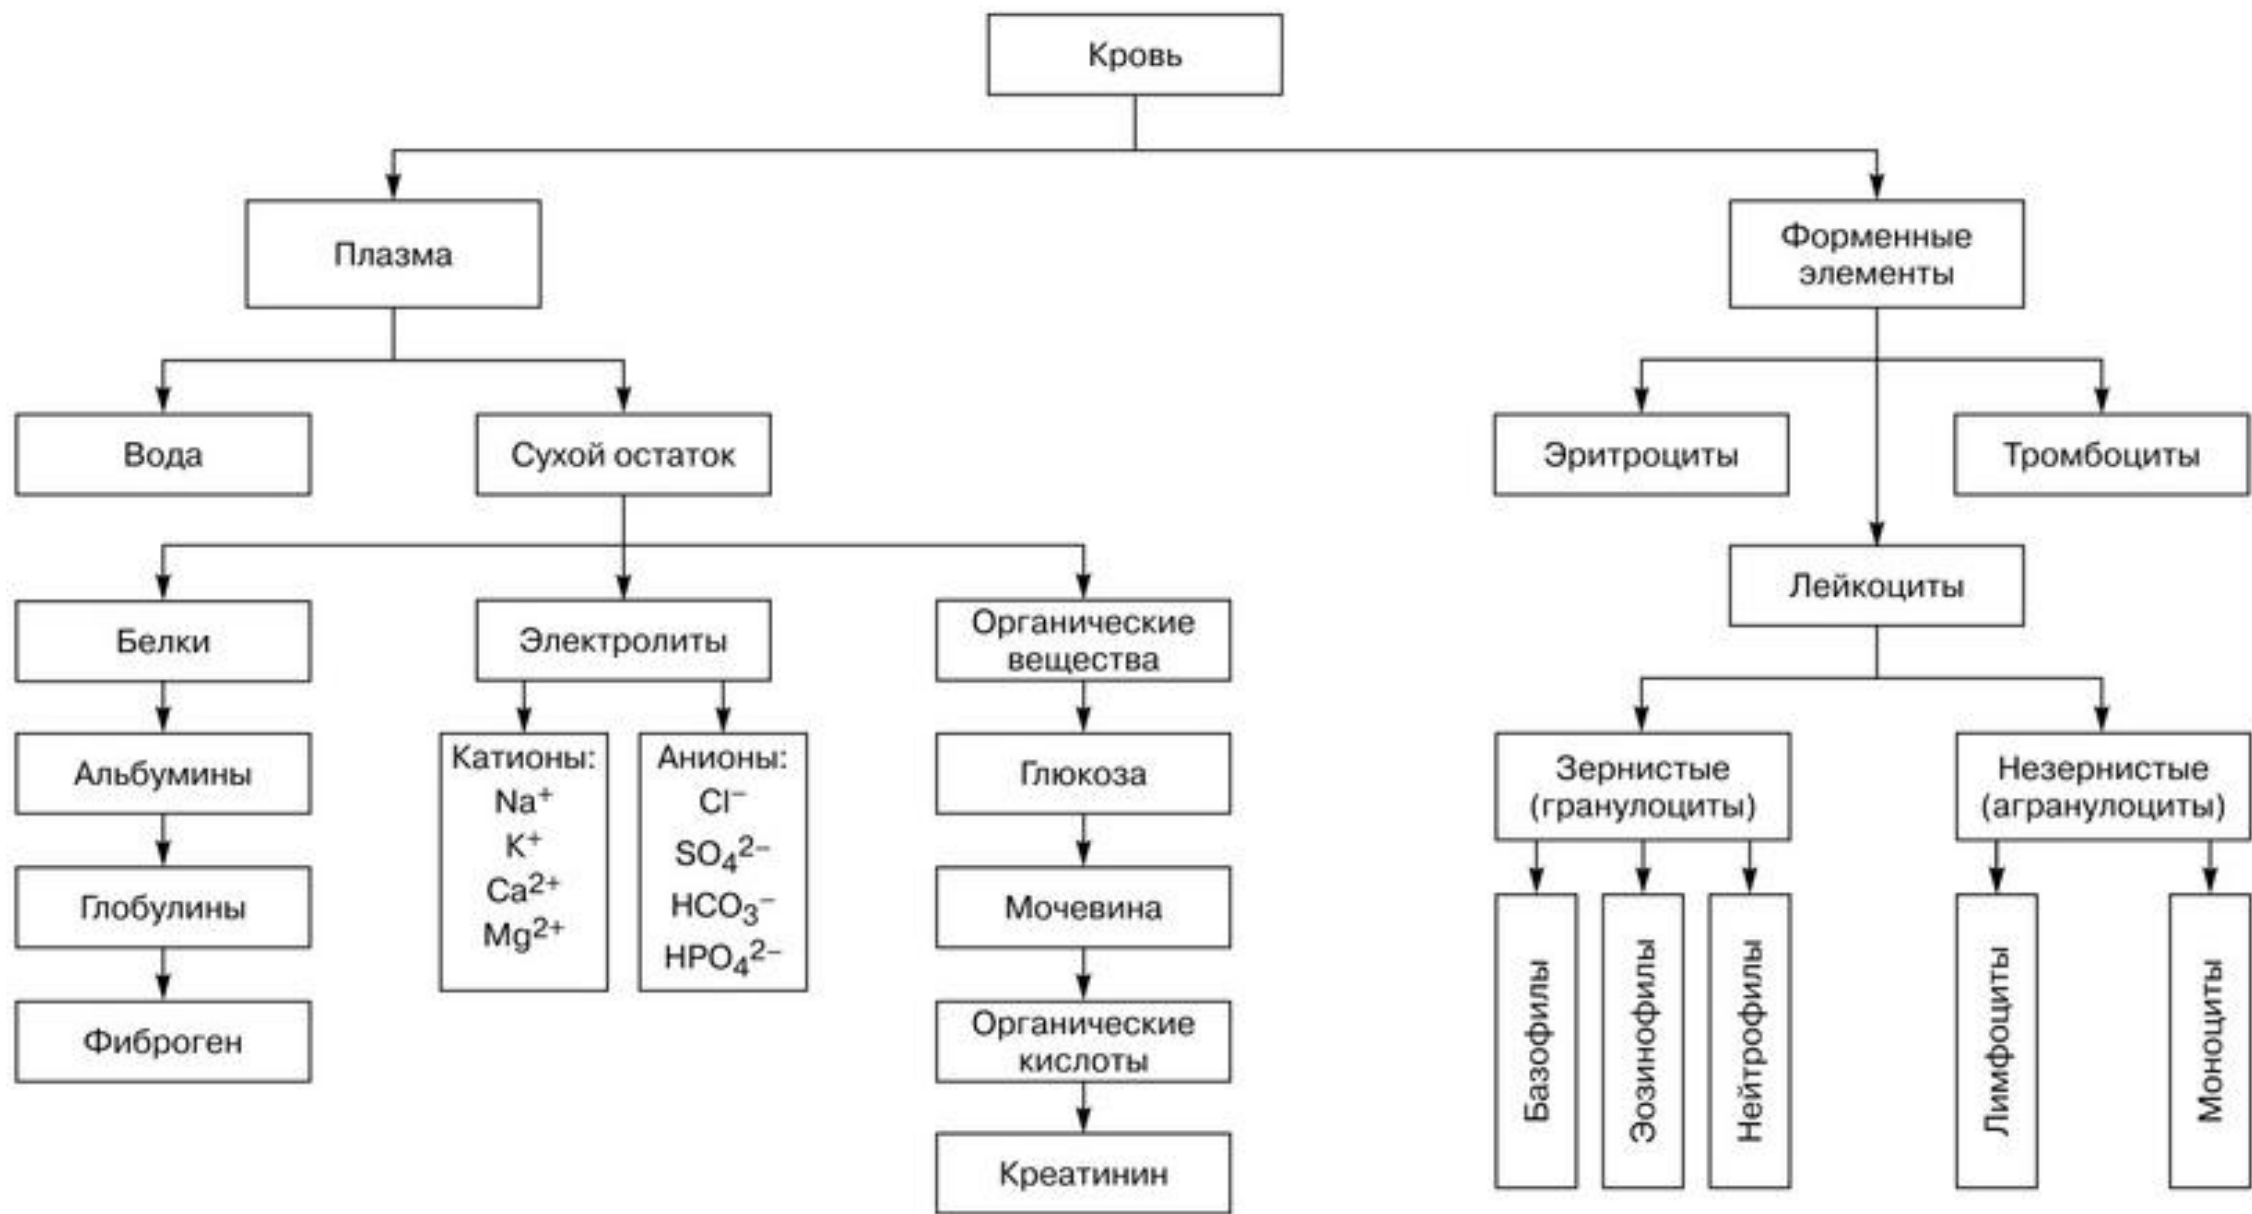 Кровь
Плазма
Форменные
элементы
Вода
Сухой остаток
Эритроциты
Тромбоциты
Лейкоциты
Белки
Электролиты
Органические
вещества
Альбумины
Катионы:
Na⁺
K⁺
Ca²⁺
Mg²⁺
Анионы:
Cl⁻
SO₄²⁻
HCO₃⁻
HPO₄²⁻
Глюкоза
Зернистые
(гранулоциты)
Незернистые
(агранулоциты)
Глобулины
Мочевина
Фиброген
Органические
кислоты
Креатинин
Базофилы
Эозинофилы
Нейтрофилы
Лимфоциты
Моноциты